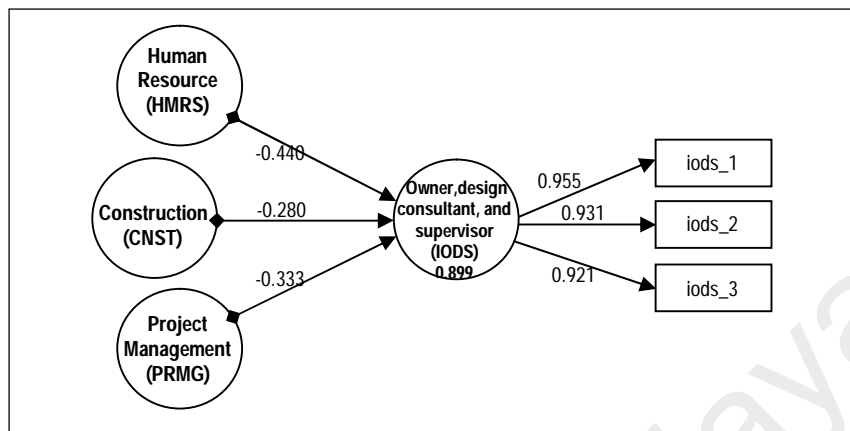 Human
Resource
(HMRS)
-0.440
Construction
(CNST)
-0.280
Project
Management
(PRMG)
-0.333
Owner,design
consultant, and
supervisor
(IODS)
0.899
0.955
iods_1
0.931
iods_2
0.921
iods_3